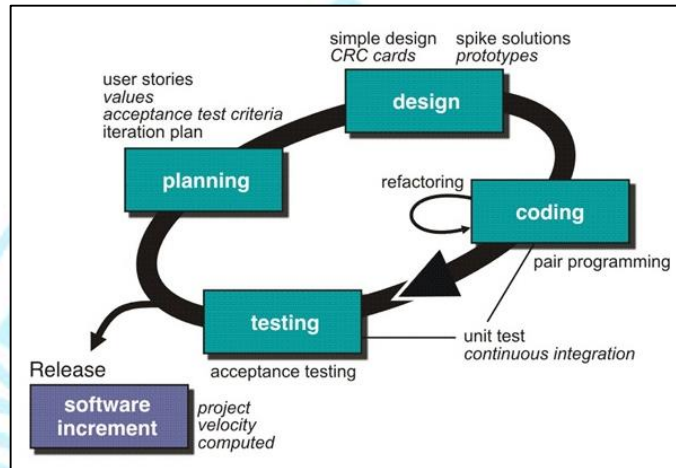 simple design
CRC cards
spike solutions
prototypes
design
user stories
values
acceptance test criteria
iteration plan
planning
refactoring
coding
pair programming
unit test
continuous integration
testing
acceptance testing
Release
software
increment
project
velocity
computed